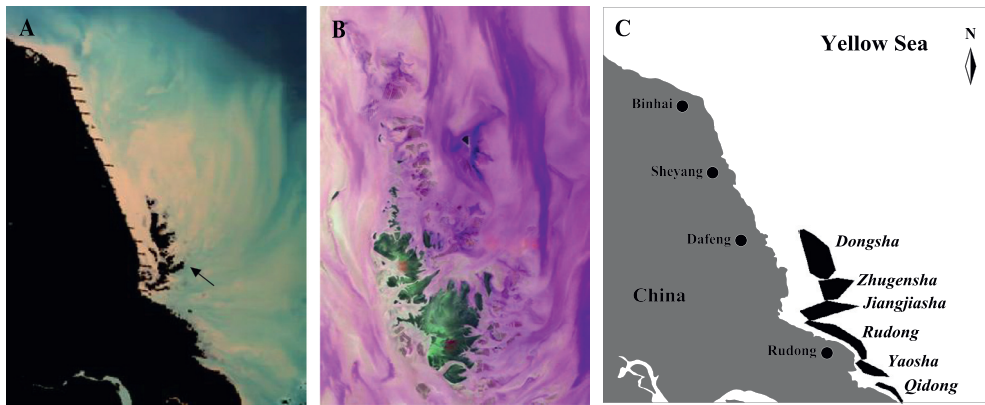 A
B
C
Yellow Sea
N
Binhai
Sheyang
Dafeng
China
Rudong
Dongsha
Zhugensha
Jiangjiasha
Rudong
Yaosha
Qidong